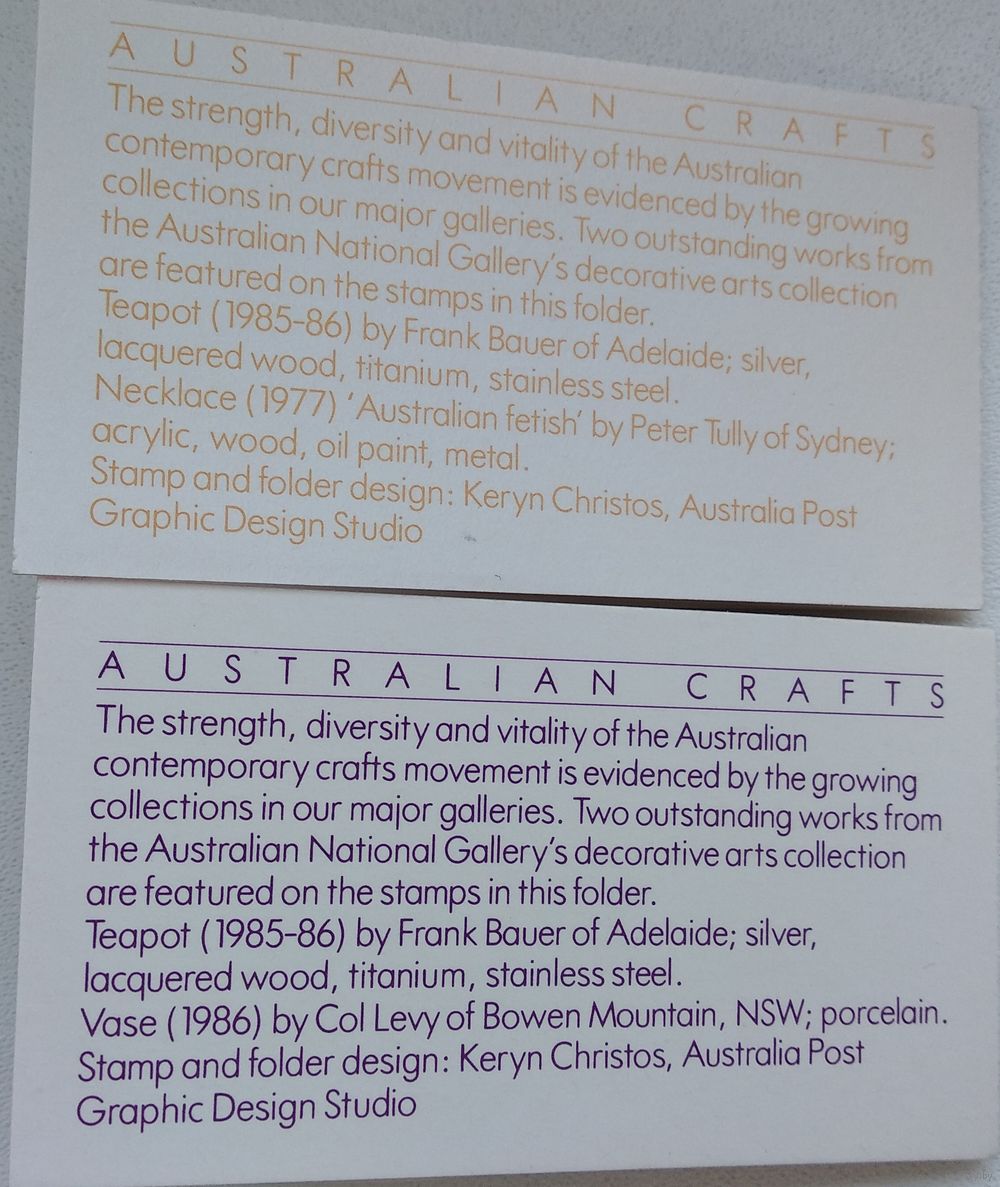 AUSTRALIAN CRAFTS
The strength, diversity and vitality of the Australian
contemporary crafts movement is evidenced by the growing
collections in our major galleries. Two outstanding works from
the Australian National Gallery's decorative arts collection
are featured on the stamps in this folder.
Teapot (1985-86) by Frank Bauer of Adelaide; silver,
lacquered wood, titanium, stainless steel.
Necklace (1977) 'Australian fetish' by Peter Tully of Sydney;
acrylic, wood, oil paint, metal.
Stamp and folder design: Keryn Christos, Australia Post
Graphic Design Studio
AUSTRALIAN CRAFTS
The strength, diversity and vitality of the Australian
contemporary crafts movement is evidenced by the growing
collections in our major galleries. Two outstanding works from
the Australian National Gallery's decorative arts collection
are featured on the stamps in this folder.
Teapot (1985-86) by Frank Bauer of Adelaide; silver,
lacquered wood, titanium, stainless steel.
Vase (1986) by Col Levy of Bowen Mountain, NSW; porcelain.
Stamp and folder design: Keryn Christos, Australia Post
Graphic Design Studio